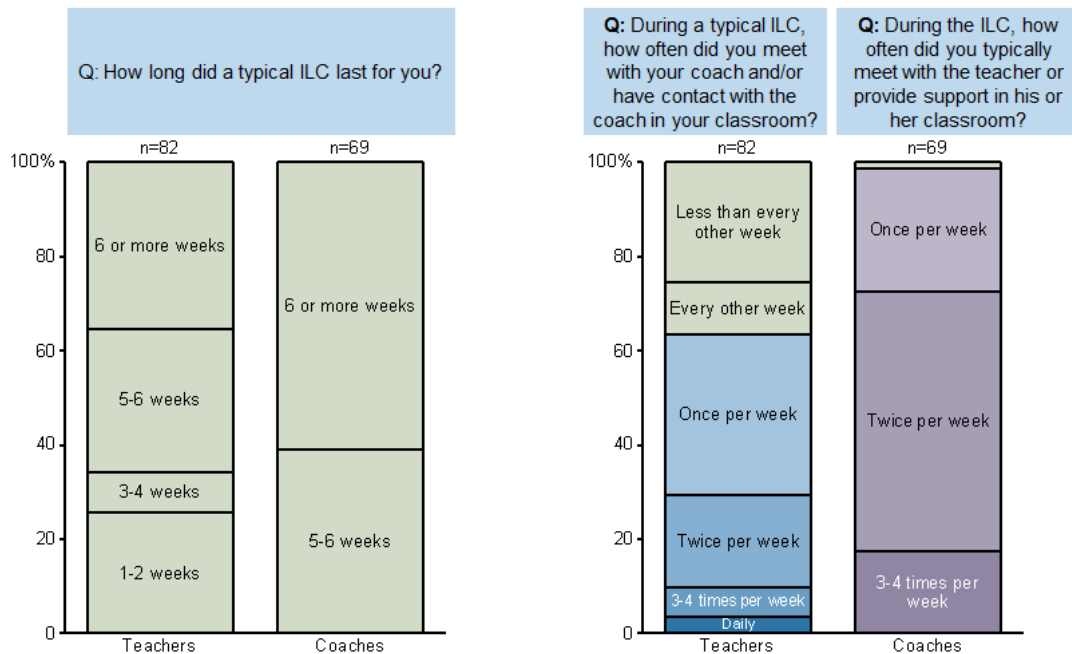 Q: How long did a typical ILC last for you?
n=82
n=69
100%
80
60
40
20
0
6 or more weeks
5-6 weeks
3-4 weeks
1-2 weeks
6 or more weeks
5-6 weeks
Teachers
Coaches
Q: During a typical ILC,
how often did you meet
with your coach and/or
have contact with the
coach in your classroom?
Q: During the ILC, how
often did you typically
meet with the teacher or
provide support in his or
her classroom?
n=82
n=69
100%
80
60
40
20
0
Less than every
other week
Every other week
Once per week
Twice per week
3-4 times per week
Daily
Once per week
Twice per week
3-4 times per
week
Teachers
Coaches